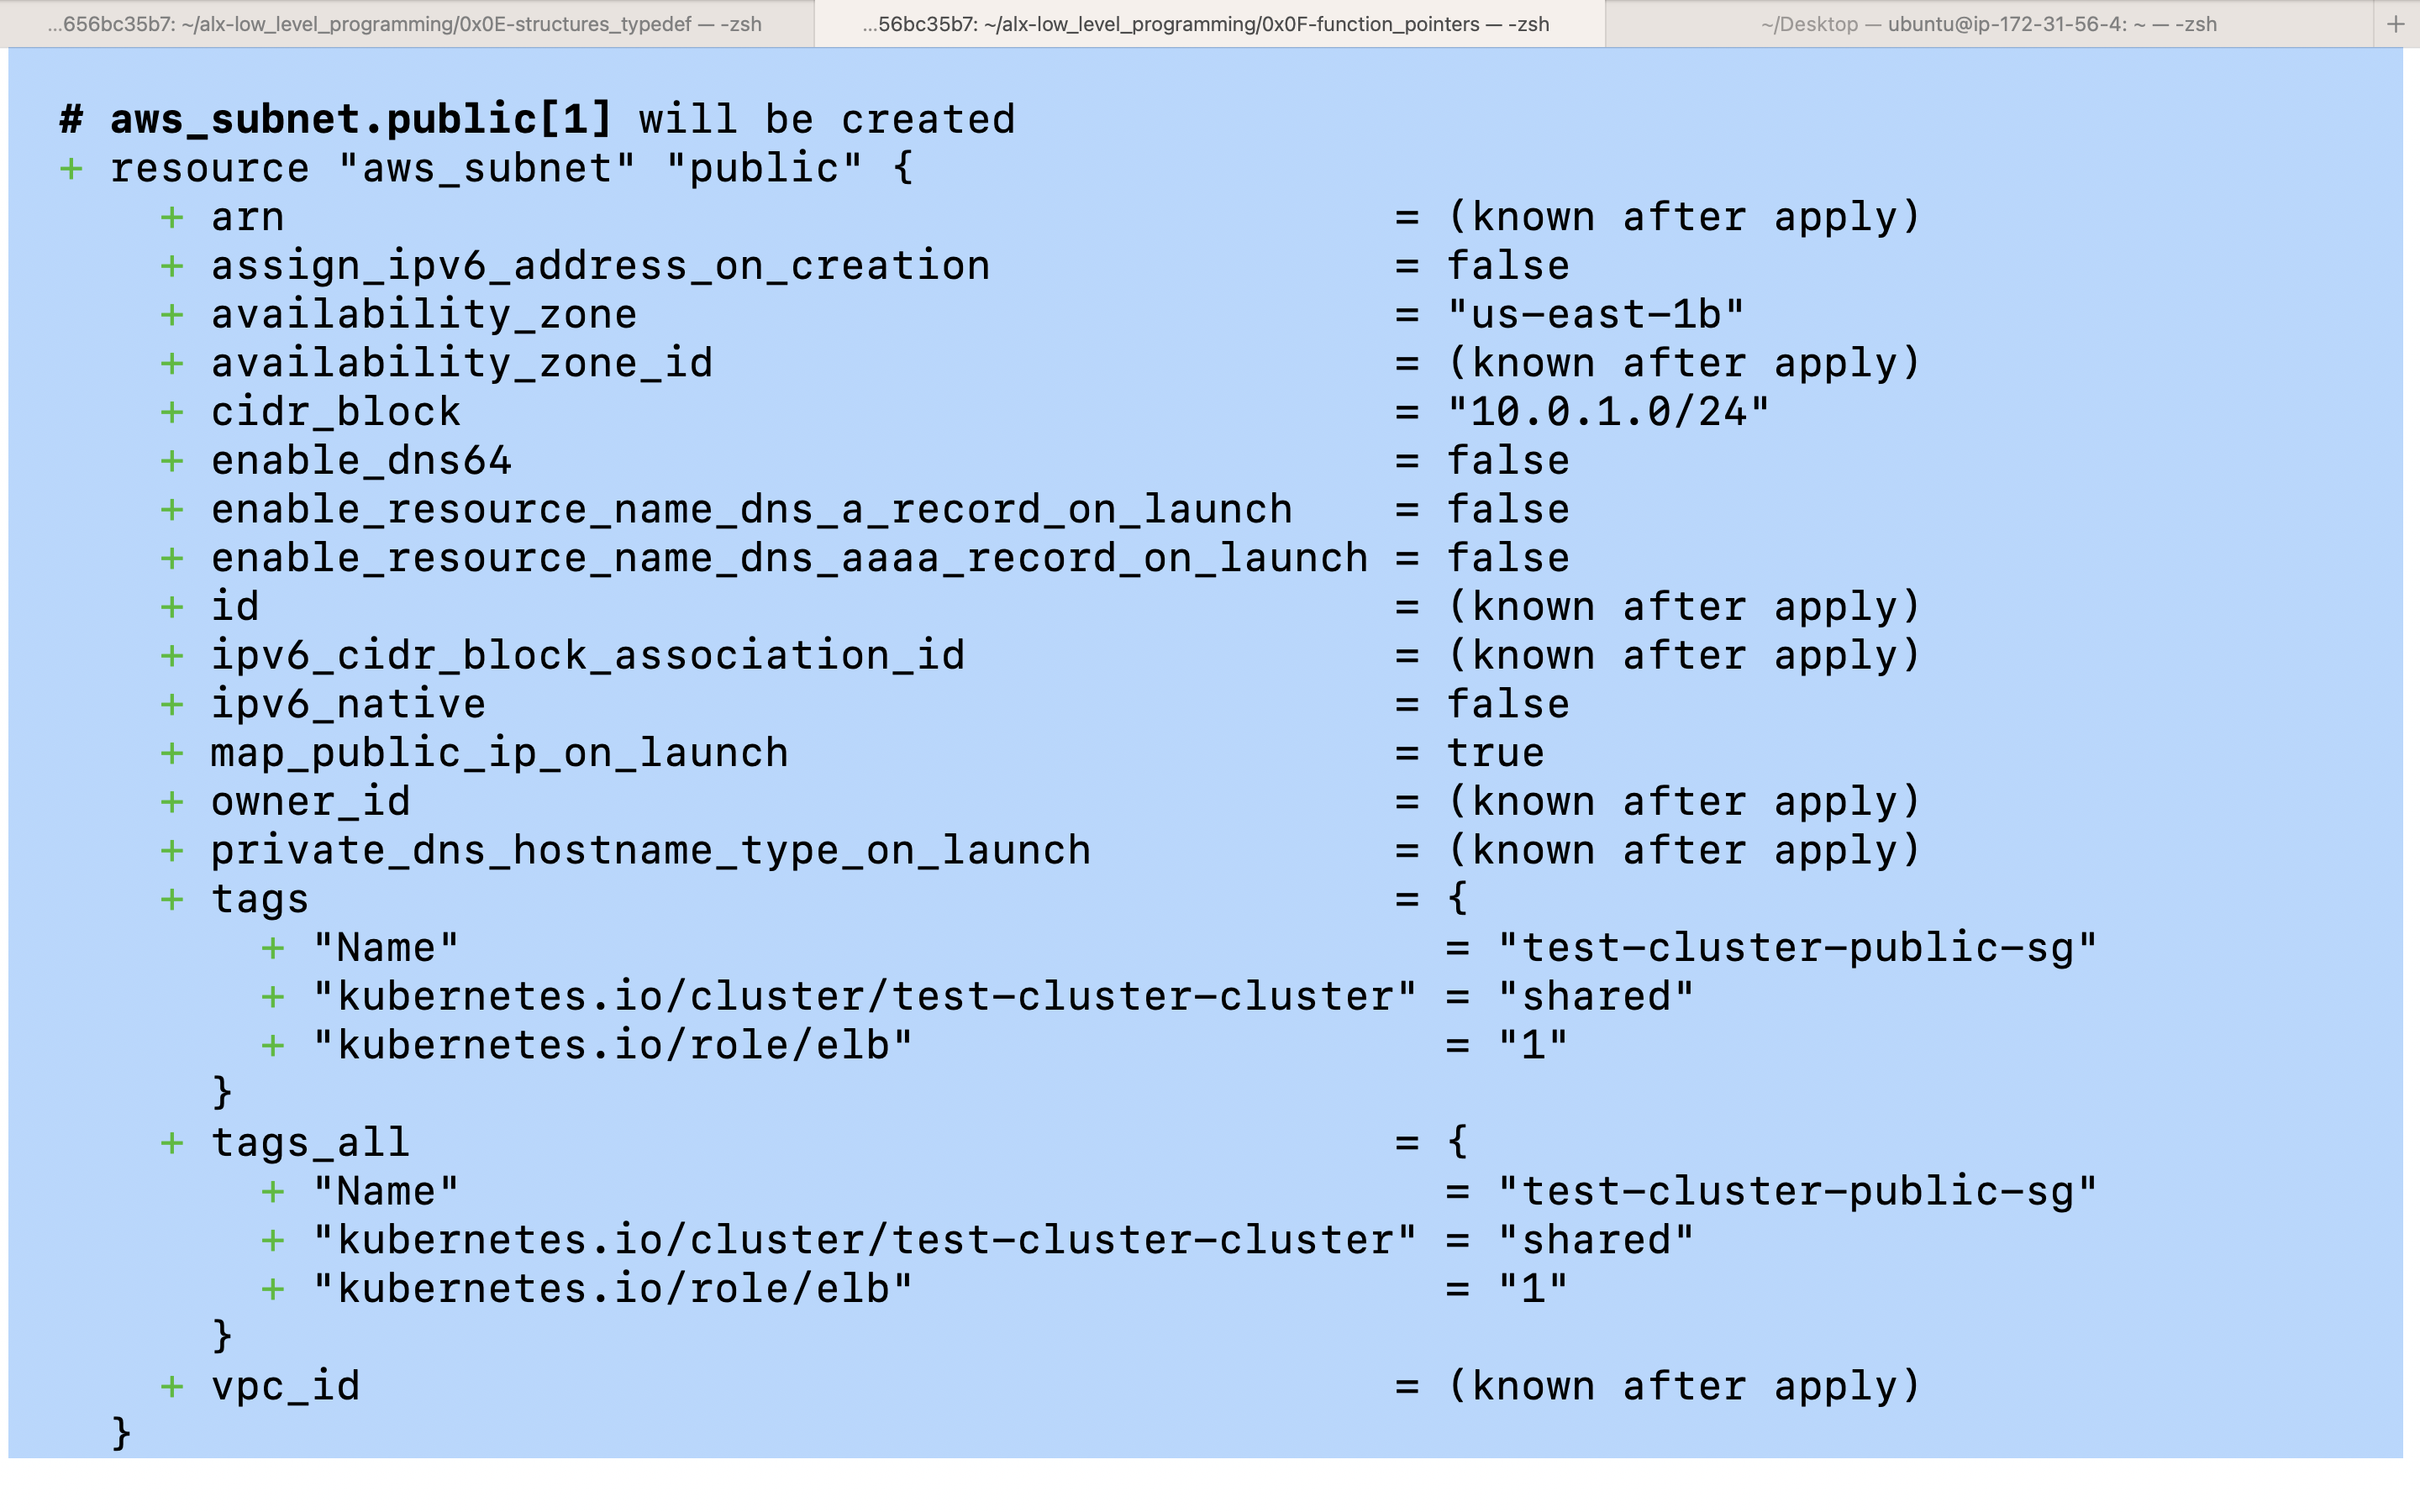 ...656bc35b7: ~/alx-low_level_programming/0x0E-structures_typedef — -zsh
...56bc35b7: ~/alx-low_level_programming/0x0F-function_pointers — -zsh
~/Desktop — ubuntu@ip-172-31-56-4: ~ — -zsh
+
# aws_subnet.public[1] will be created
+ resource "aws_subnet" "public" {
+ arn = (known after apply)
+ assign_ipv6_address_on_creation = false
+ availability_zone = "us-east-1b"
+ availability_zone_id = (known after apply)
+ cidr_block = "10.0.1.0/24"
+ enable_dns64 = false
+ enable_resource_name_dns_a_record_on_launch = false
+ enable_resource_name_dns_aaaa_record_on_launch = false
+ id = (known after apply)
+ ipv6_cidr_block_association_id = (known after apply)
+ ipv6_native = false
+ map_public_ip_on_launch = true
+ owner_id = (known after apply)
+ private_dns_hostname_type_on_launch = (known after apply)
+ tags = {
+ "Name" = "test-cluster-public-sg"
+ "kubernetes.io/cluster/test-cluster-cluster" = "shared"
+ "kubernetes.io/role/elb" = "1"
}
+ tags_all = {
+ "Name" = "test-cluster-public-sg"
+ "kubernetes.io/cluster/test-cluster-cluster" = "shared"
+ "kubernetes.io/role/elb" = "1"
}
+ vpc_id = (known after apply)
}